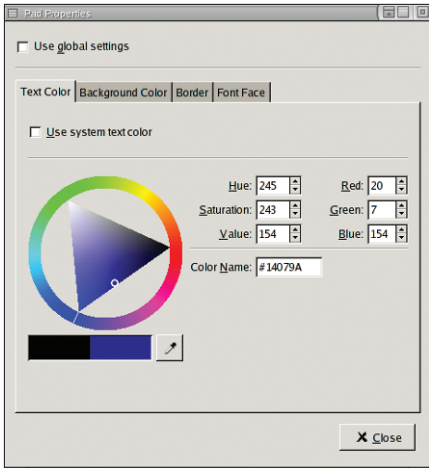 Pad Properties
Use global settings
Text Color Background Color Border Font Face
Use system text color
Hue: 245 Red: 20
Saturation: 243 Green: 7
Value: 154 Blue: 154
Color Name: #14079A
Close